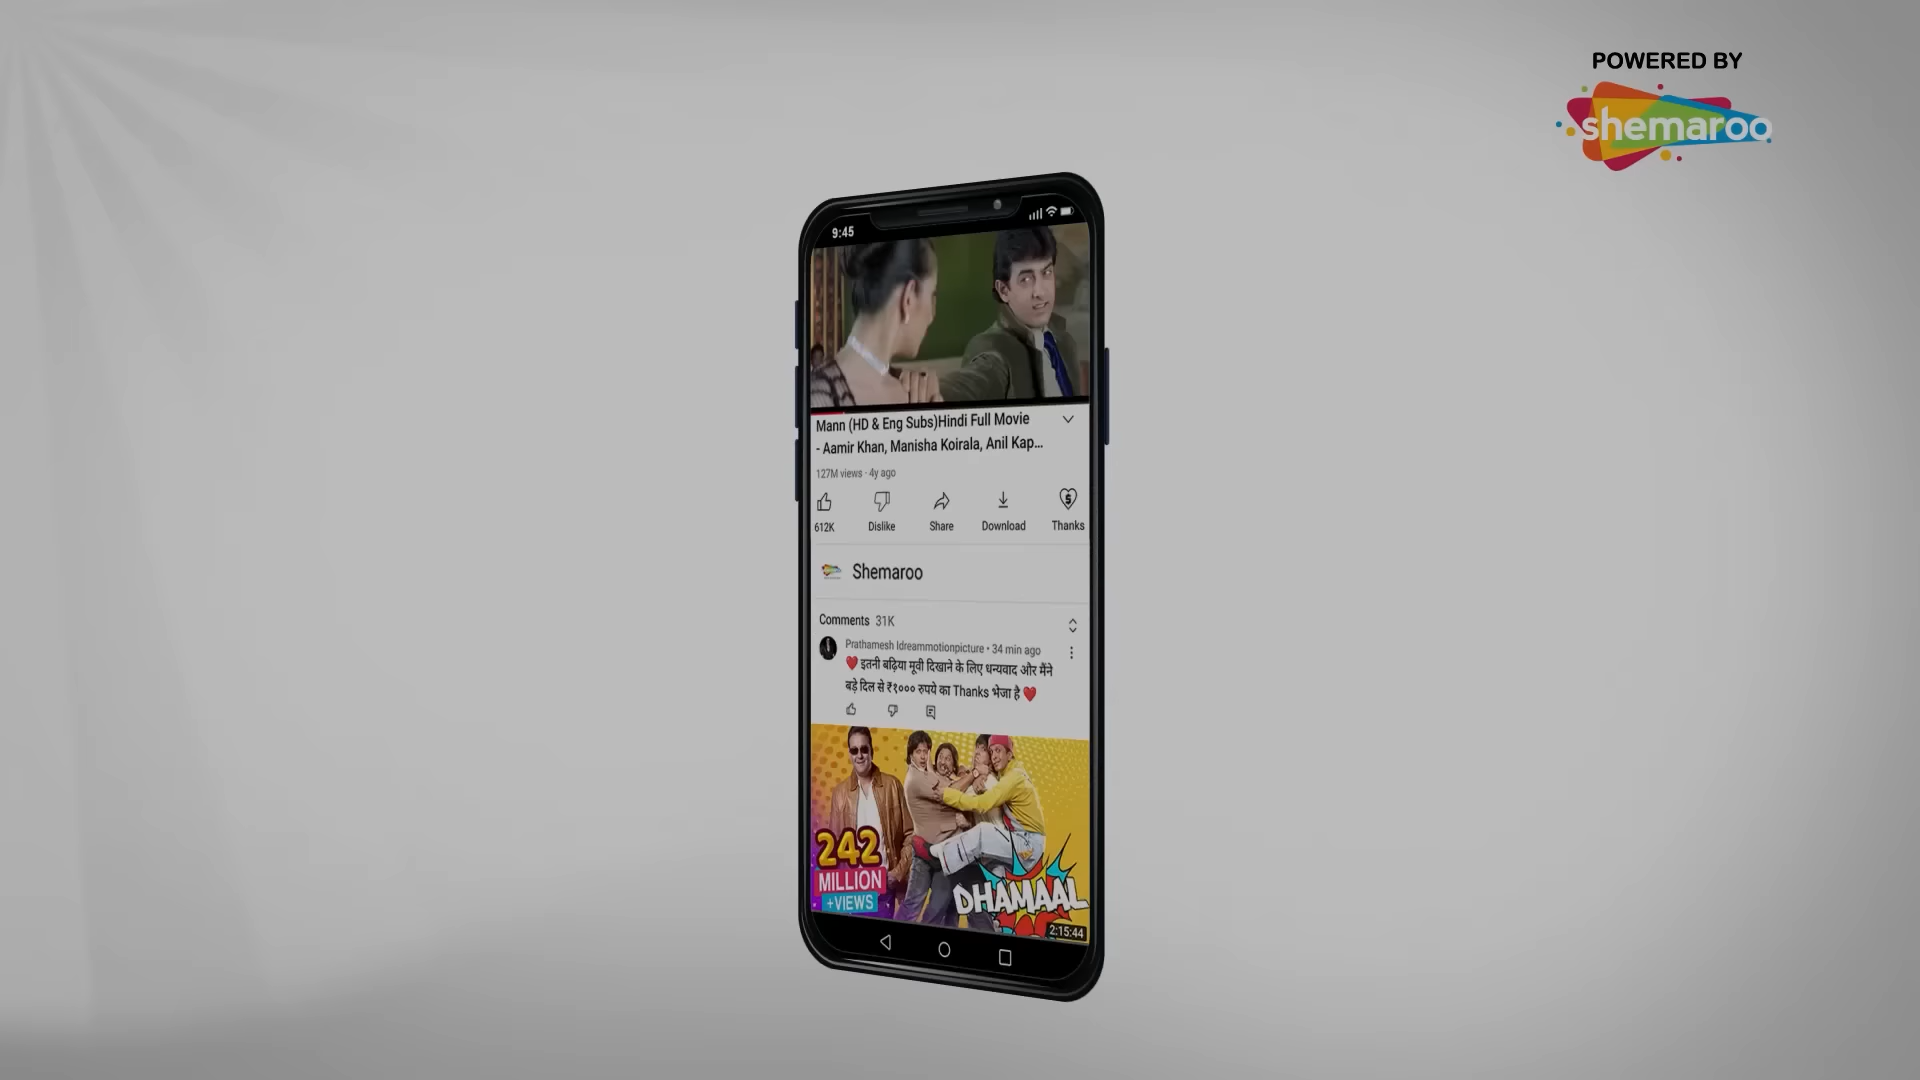 POWERED BY
shemaroo
9:45
Mann (HD & Eng Subs)Hindi Full Movie
- Aamir Khan, Manisha Koirala, Anil Kap...
127M views · 4y ago
612K
Dislike
Share
Download
Thanks
Shemaroo
Comments 31K
Prathamesh Idreammotionpicture • 34 min ago
❤️ इतनी बढ़िया मूवी दिखाने के लिए धन्यवाद और मैंने
बड़े दिल से ₹१००० रुपये का Thanks भेजा है ❤️
242
MILLION
+VIEWS
DHAMAAL
2:15:44